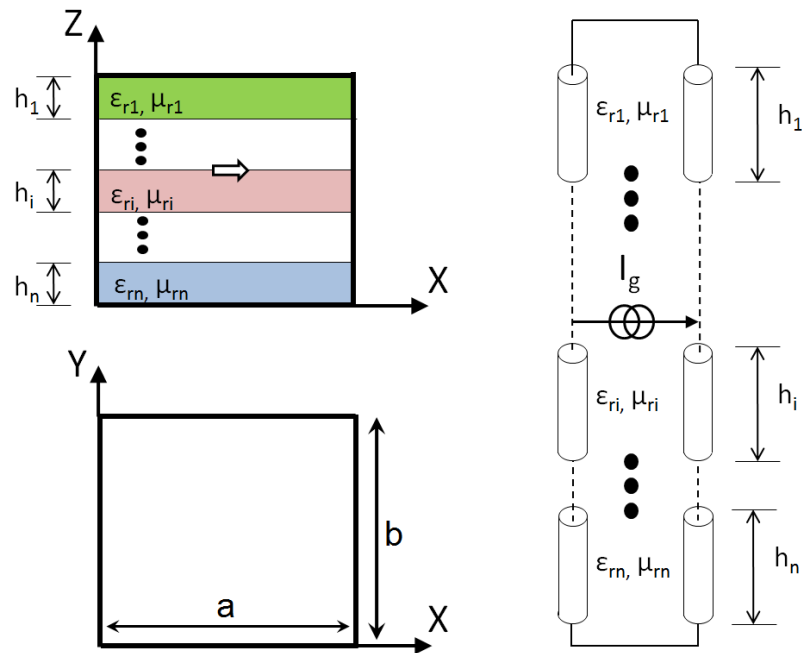 Z
h1
εr1, μr1
hi
εri, μri
hn
εrn, μrn
X
Y
b
a
X
εr1, μr1
h1
Ig
εri, μri
hi
εrn, μrn
hn